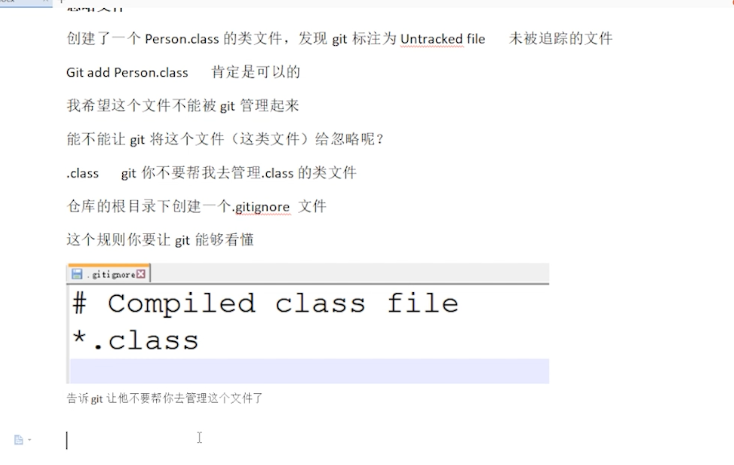 创建了一个 Person.class 的类文件，发现 git 标注为 Untracked file 未被追踪的文件
Git add Person.class 肯定是可以的
我希望这个文件不能被 git 管理起来
能不能让 git 将这个文件（这类文件）给忽略呢？
.class git 你不要帮我去管理.class 的类文件
仓库的根目录下创建一个.gitignore 文件
这个规则你要让 git 能够看懂
.gitignore
# Compiled class file
*.class
告诉 git 让他不要帮你去管理这个文件了